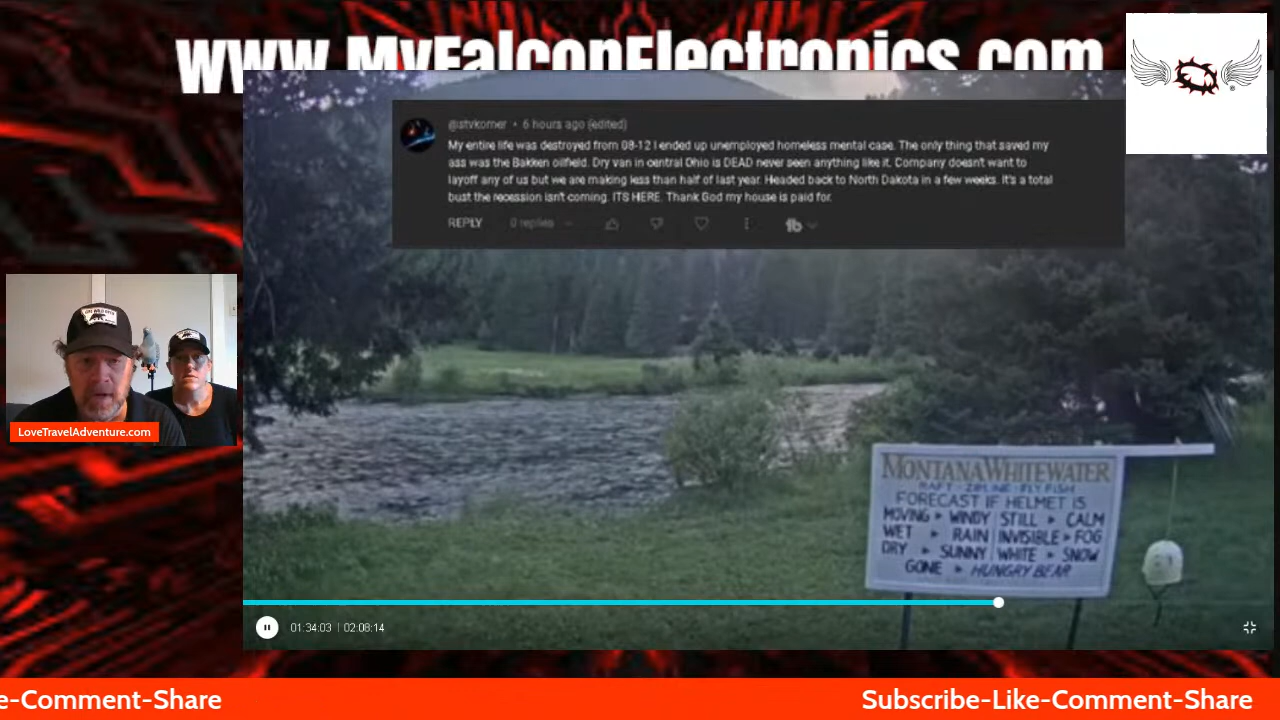 www.MyFalconElectronics.com
@stvkorner • 6 hours ago (edited)
My entire life was destroyed from 08-12 I ended up unemployed homeless mental case. The only thing that saved my
ass was the Bakken oilfield. Dry van in central Ohio is DEAD never seen anything like it. Company doesn't want to
layoff any of us but we are making less than half of last year. Headed back to North Dakota in a few weeks. It's a total
bust the recession isn't coming. ITS HERE. Thank God my house is paid for.
REPLY 0 replies
LoveTravelAdventure.com
MONTANA WHITEWATER
RAFT · ZIPLINE · FLY FISH
FORECAST IF HELMET IS
MOVING ▸ WINDY STILL ▸ CALM
WET ▸ RAIN INVISIBLE ▸ FOG
DRY ▸ SUNNY WHITE ▸ SNOW
GONE ▸ HUNGRY BEAR
01:34:03 | 02:08:14
e-Comment-Share
Subscribe-Like-Comment-Share